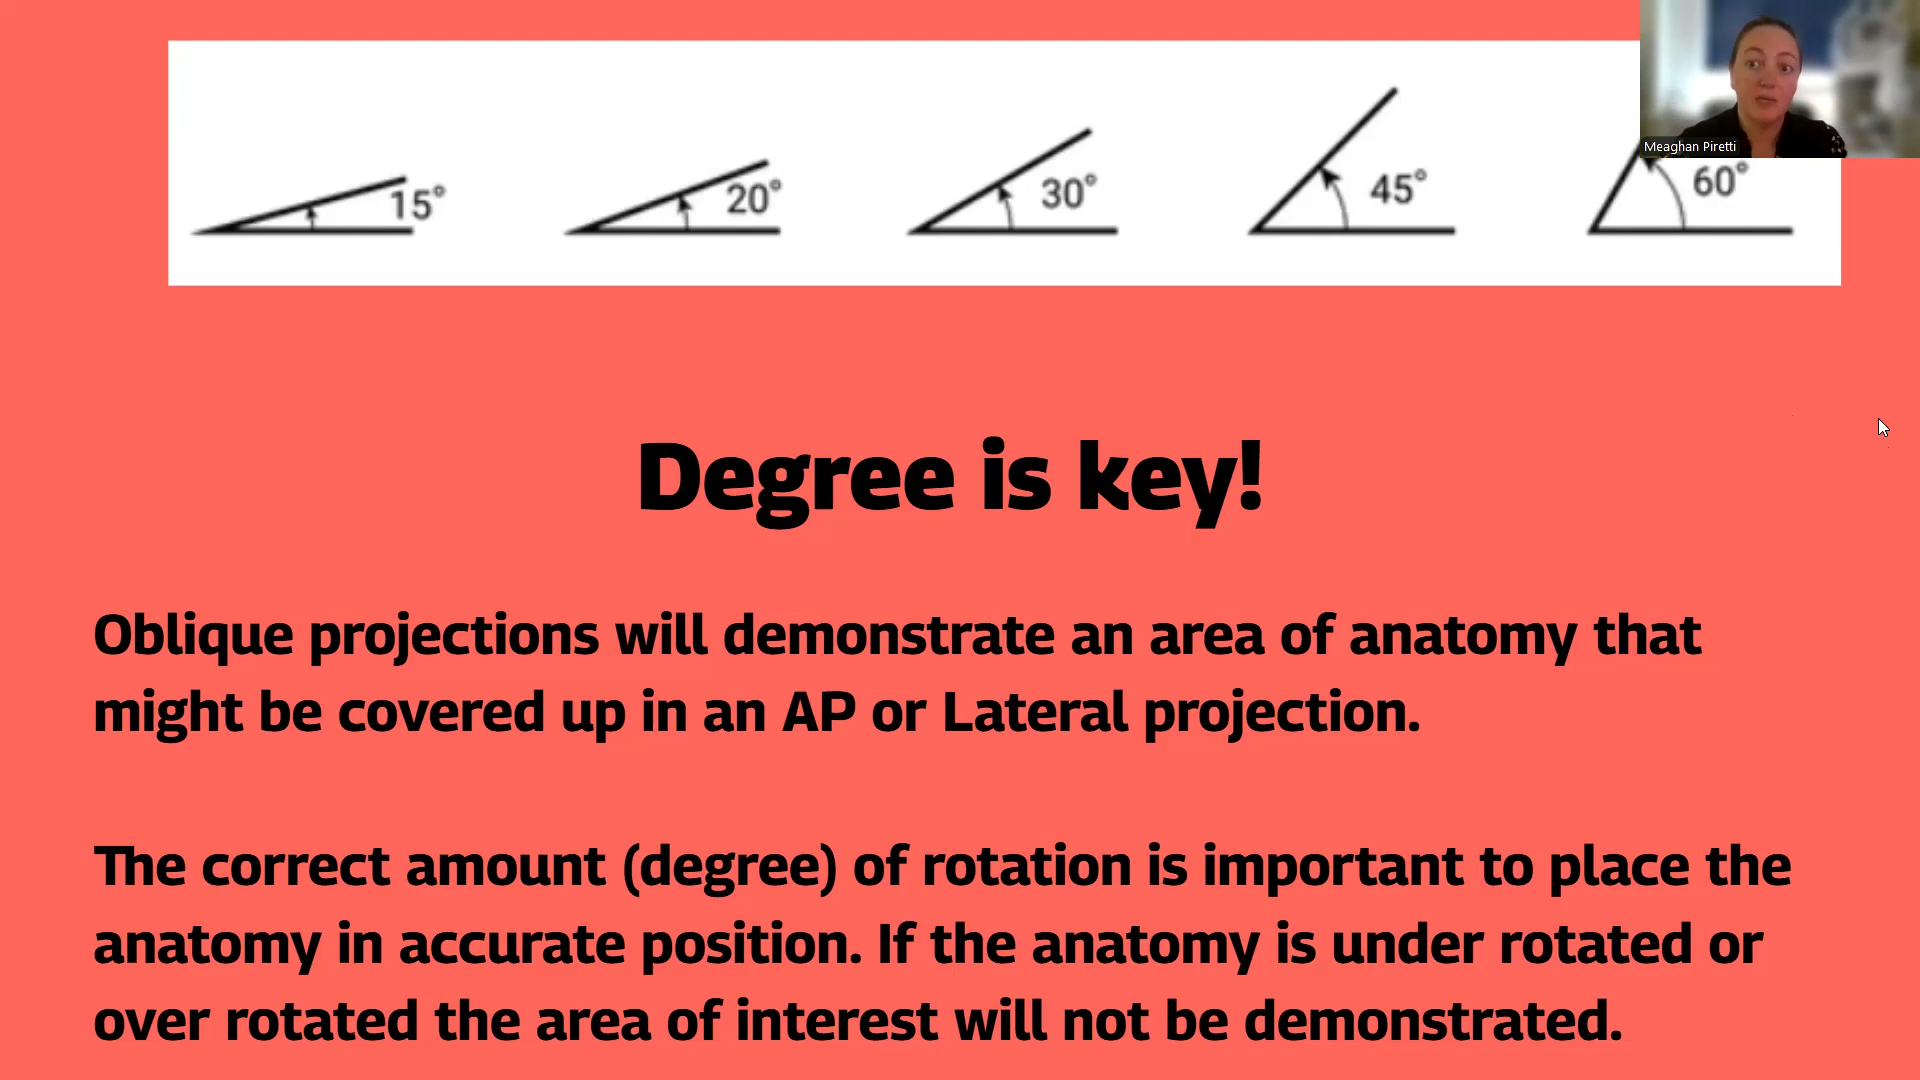 Meaghan Piretti
15° 20° 30° 45° 60°
Degree is key!
Oblique projections will demonstrate an area of anatomy that
might be covered up in an AP or Lateral projection.
The correct amount (degree) of rotation is important to place the
anatomy in accurate position. If the anatomy is under rotated or
over rotated the area of interest will not be demonstrated.